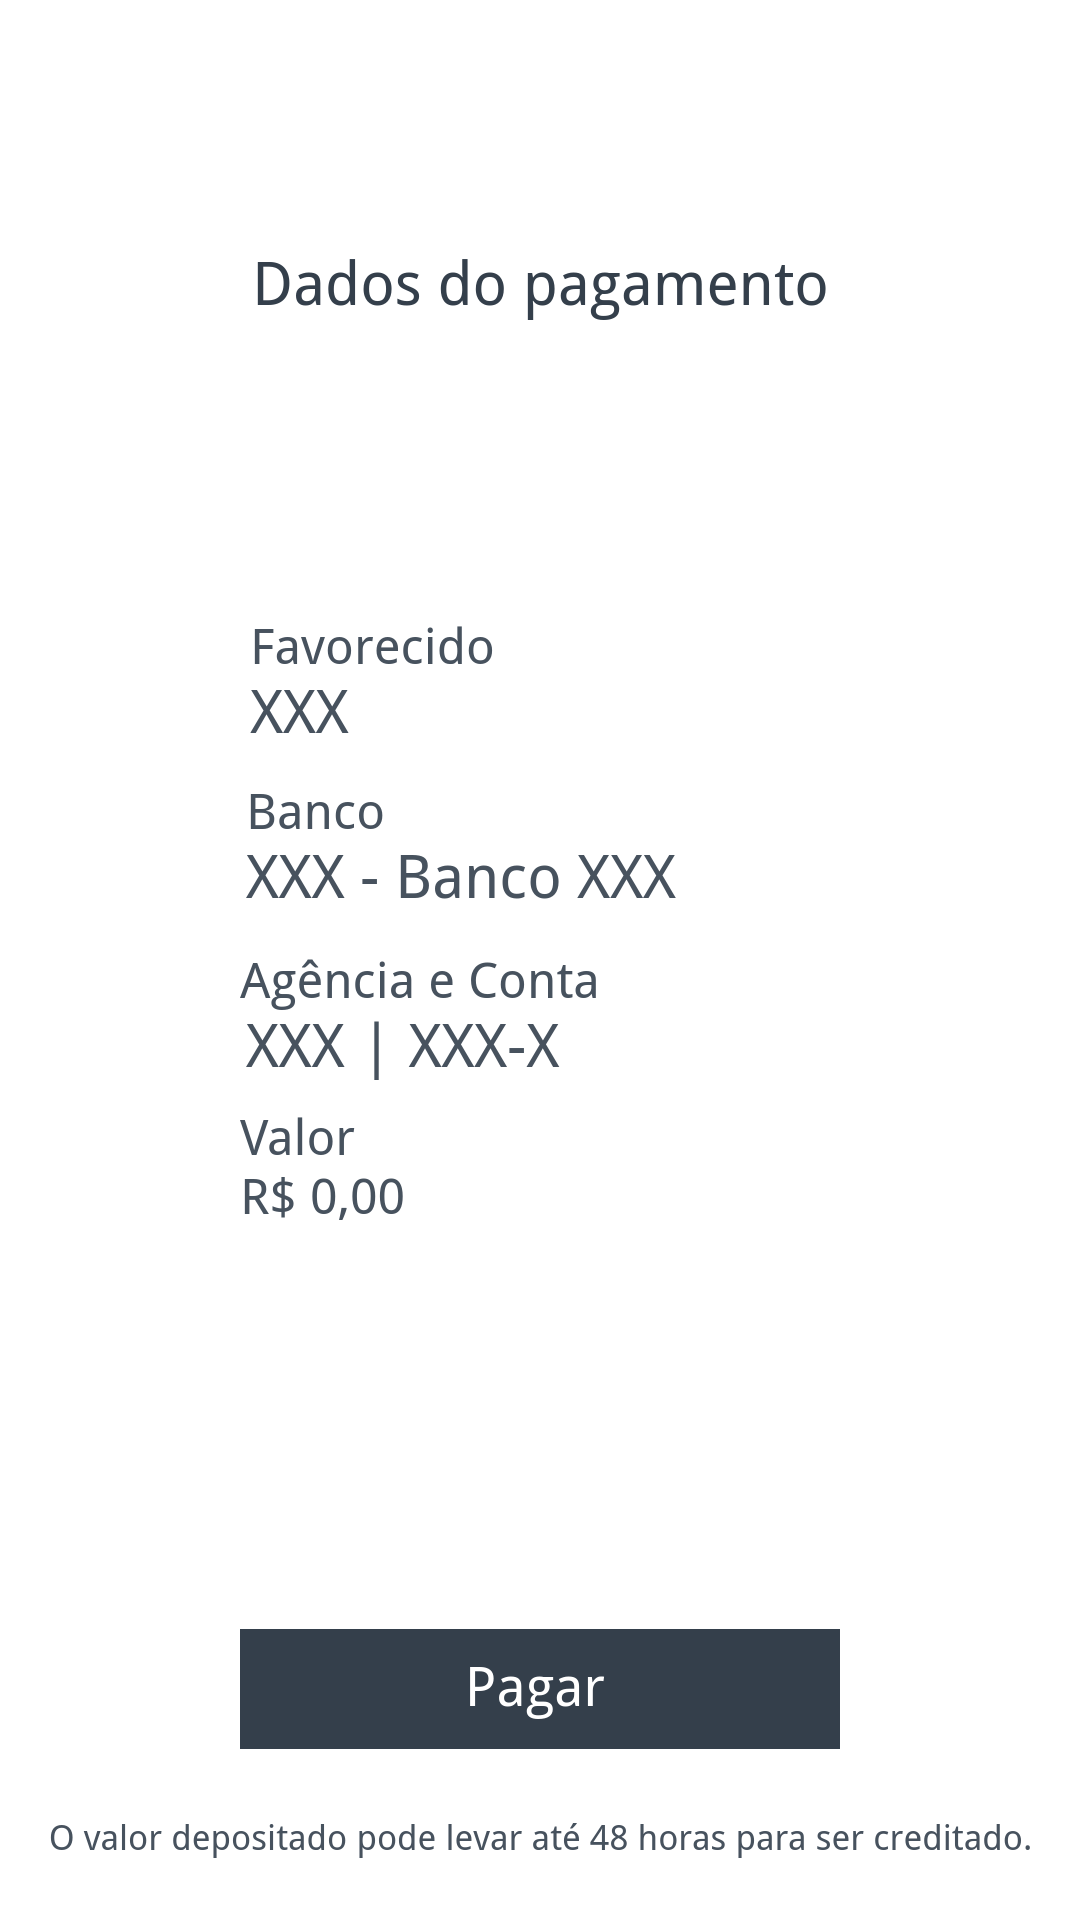 Dados do pagamento
Favorecido
XXX
Banco
XXX - Banco XXX
Agência e Conta
XXX | XXX-X
Valor
R$ 0,00
Pagar
O valor depositado pode levar até 48 horas para ser creditado.